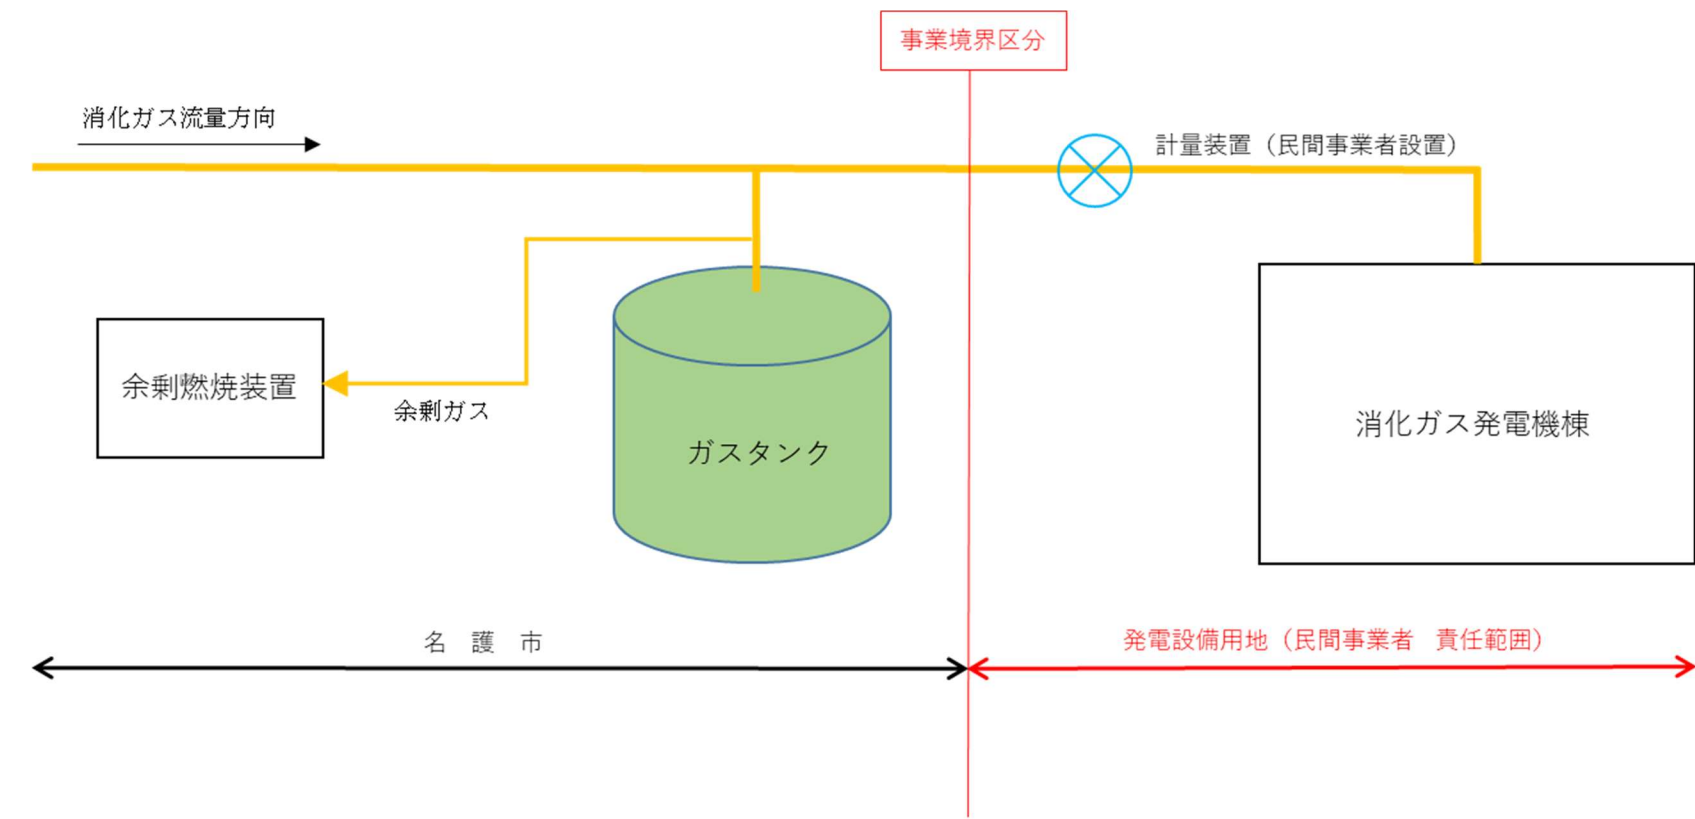 事業境界区分
消化ガス流量方向
計量装置（民間事業者設置）
余剰燃焼装置
余剰ガス
ガスタンク
消化ガス発電機棟
名　護　市
発電設備用地（民間事業者　責任範囲）